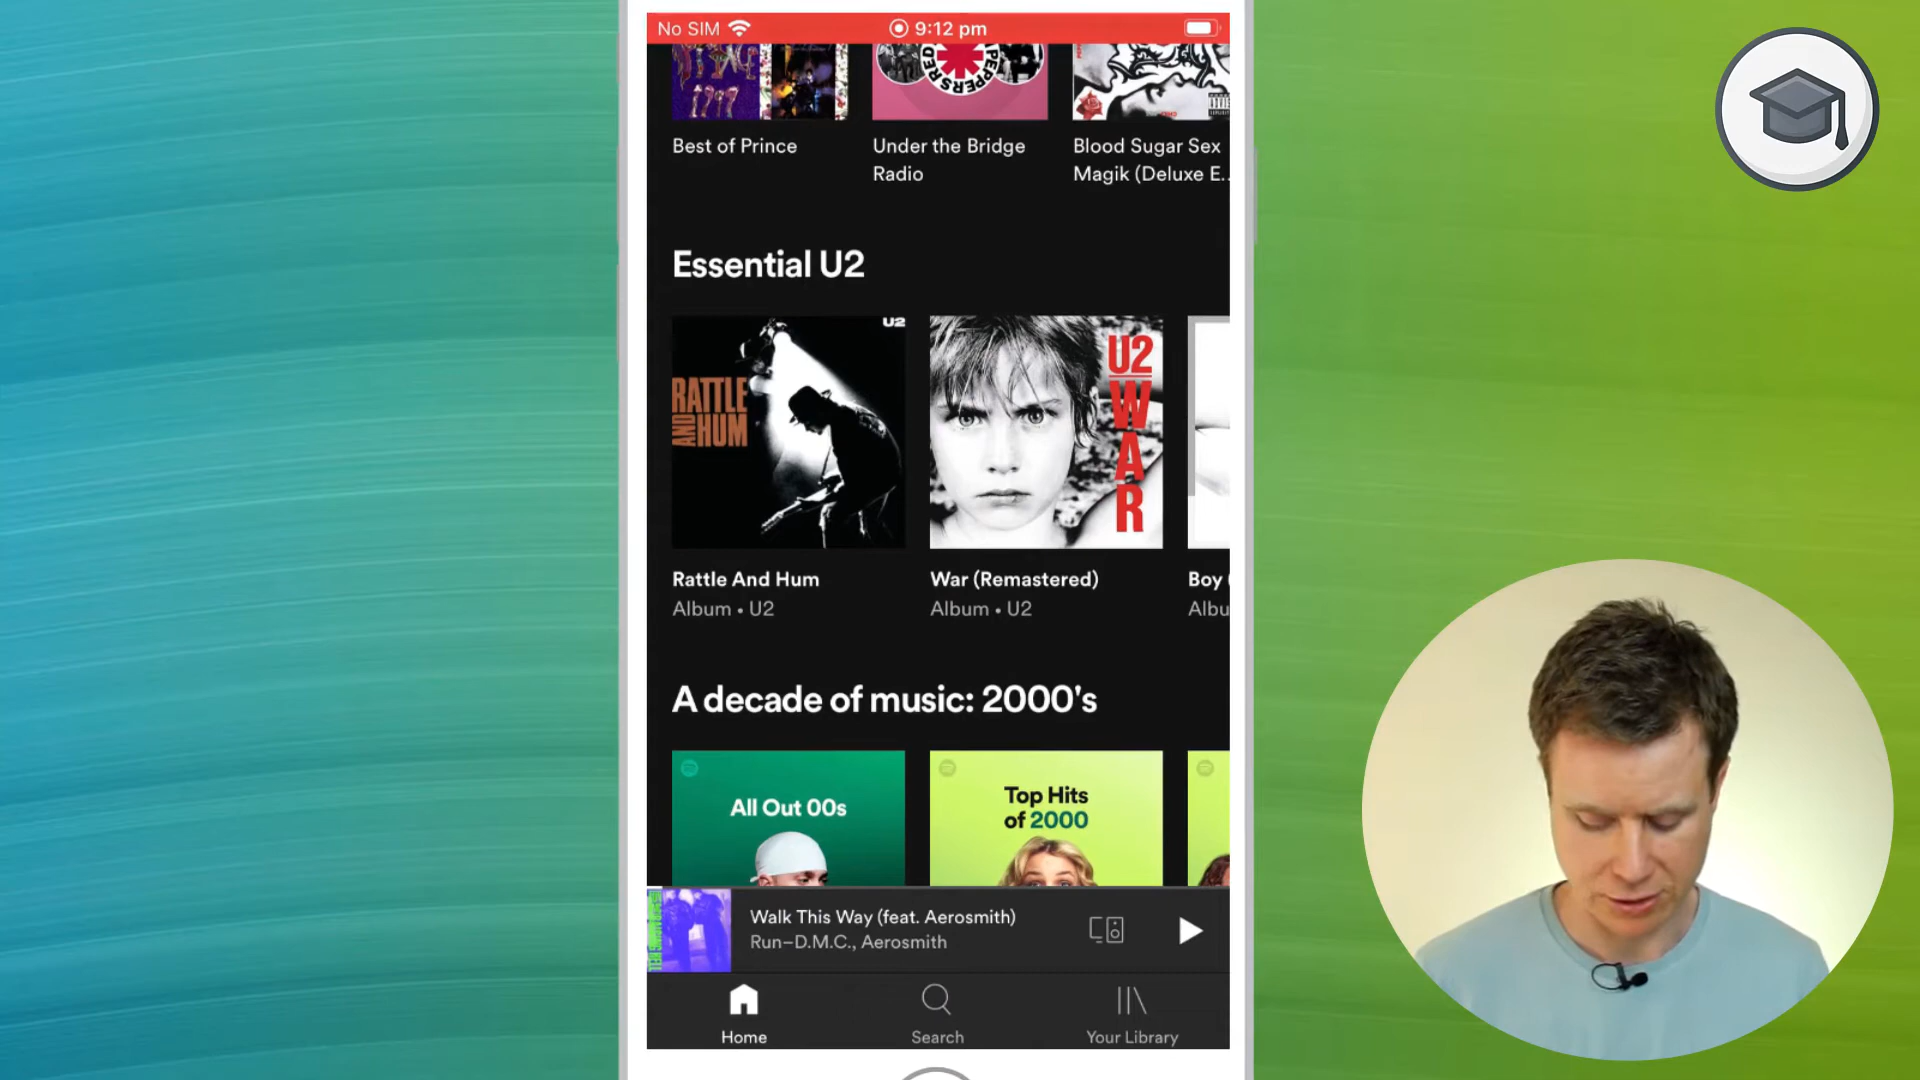 No SIM 9:12 pm
Best of Prince
Under the Bridge
Radio
Blood Sugar Sex
Magik (Deluxe E..
Essential U2
U2
RATTLE
AND HUM
U2
WAR
Rattle And Hum
Album • U2
War (Remastered)
Album • U2
Boy
Albu
A decade of music: 2000's
All Out 00s
Top Hits
of 2000
Walk This Way (feat. Aerosmith)
Run–D.M.C., Aerosmith
Home
Search
Your Library